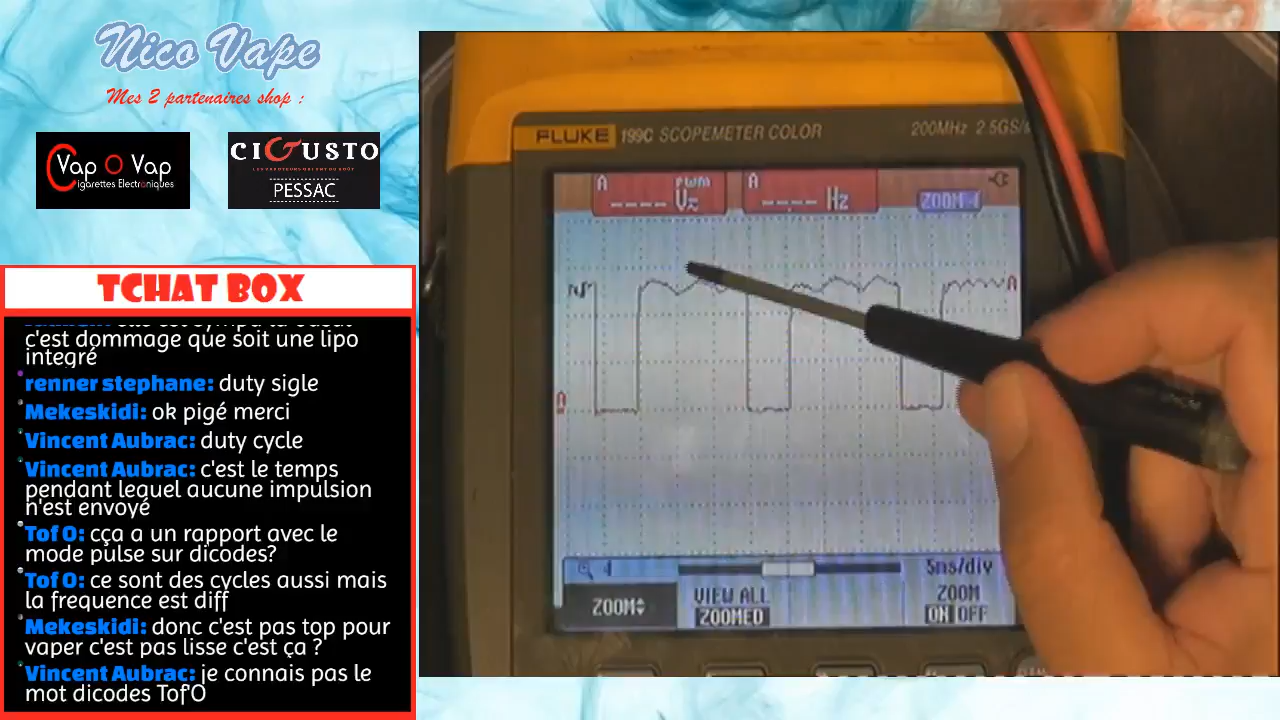 Nico Vape
Mes 2 partenaires shop :
Vap O Vap
Cigarettes Electroniques
CIGUSTO
PESSAC
TCHAT BOX
c'est dommage que soit une lipo
integré
renner stephane: duty sigle
Mekeskidi: ok pigé merci
Vincent Aubrac: duty cycle
Vincent Aubrac: c'est le temps
pendant lequel aucune impulsion
n'est envoyé
Tof O: cça a un rapport avec le
mode pulse sur dicodes?
Tof O: ce sont des cycles aussi mais
la frequence est diff
Mekeskidi: donc c'est pas top pour
vaper c'est pas lisse c'est ça ?
Vincent Aubrac: je connais pas le
mot dicodes Tof'O
FLUKE 199C SCOPEMETER COLOR
200MHz 2.5GS/
A PWM A
---- V ----.-- Hz
ZOOM 4
A
A
4
5ms/div
ZOOM
VIEW ALL
ZOOMED
ZOOM
ON OFF